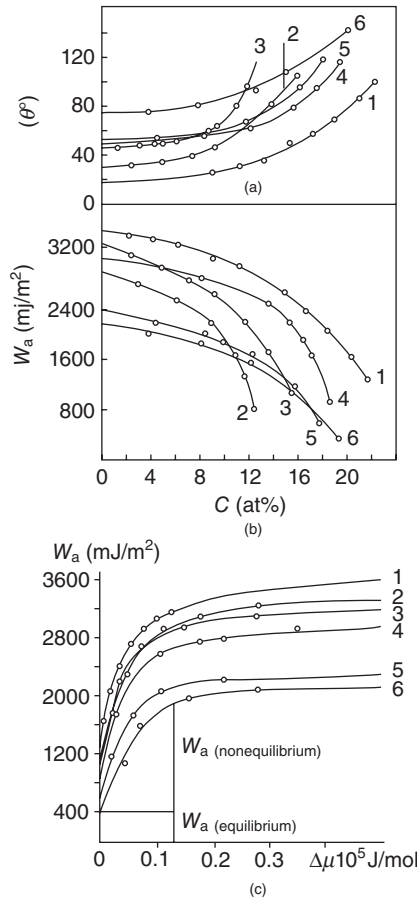 (θ°)
120
80
40
0
3
2
6
5
4
1
(a)
Wa (mj/m²)
3200
2400
1600
800
1
2
3
4
5
6
0 4 8 12 16 20
C (at%)
(b)
Wa (mJ/m²)
3600
2800
2000
1200
400
1
2
3
4
5
6
Wa (nonequilibrium)
Wa (equilibrium)
0 0.1 0.2 0.3 Δμ10⁵J/mol
(c)